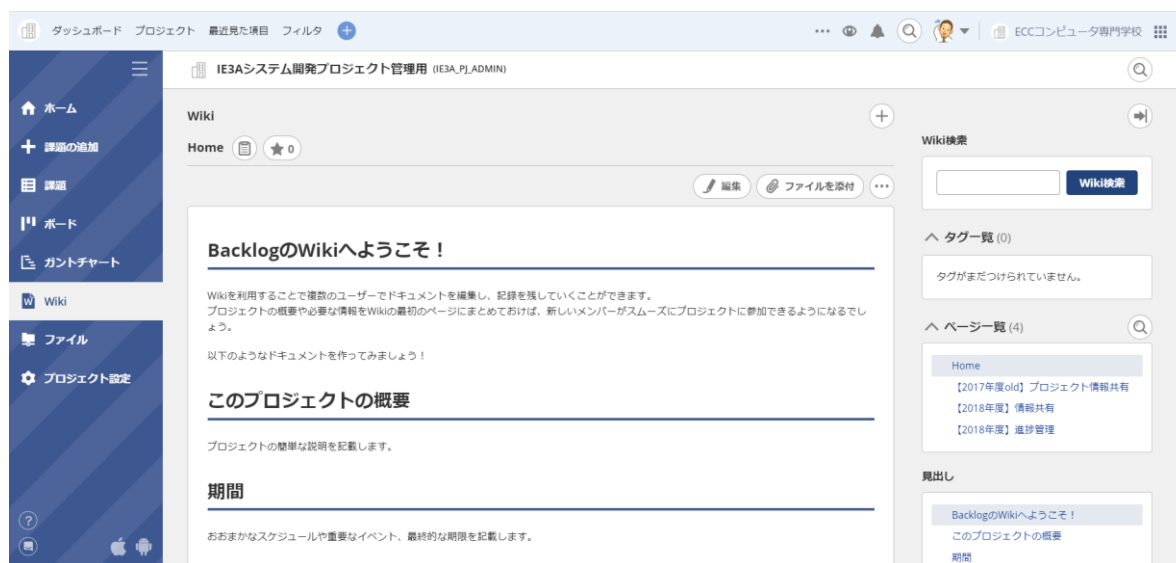 ダッシュボード プロジェクト 最近見た項目 フィルタ
ECCコンピュータ専門学校
IE3Aシステム開発プロジェクト管理用 (IE3A_PJ_ADMIN)
ホーム
課題の追加
課題
ボード
ガントチャート
Wiki
ファイル
プロジェクト設定
Wiki
Home
0
編集
ファイルを添付
BacklogのWikiへようこそ！
Wikiを利用することで複数のユーザーでドキュメントを編集し、記録を残していくことができます。
プロジェクトの概要や必要な情報をWikiの最初のページにまとめておけば、新しいメンバーがスムーズにプロジェクトに参加できるようになるでし
ょう。
以下のようなドキュメントを作ってみましょう！
このプロジェクトの概要
プロジェクトの簡単な説明を記載します。
期間
おおまかなスケジュールや重要なイベント、最終的な期限を記載します。
Wiki検索
Wiki検索
タグ一覧 (0)
タグがまだつけられていません。
ページ一覧 (4)
Home
【2017年度old】プロジェクト情報共有
【2018年度】情報共有
【2018年度】進捗管理
見出し
BacklogのWikiへようこそ！
このプロジェクトの概要
期間